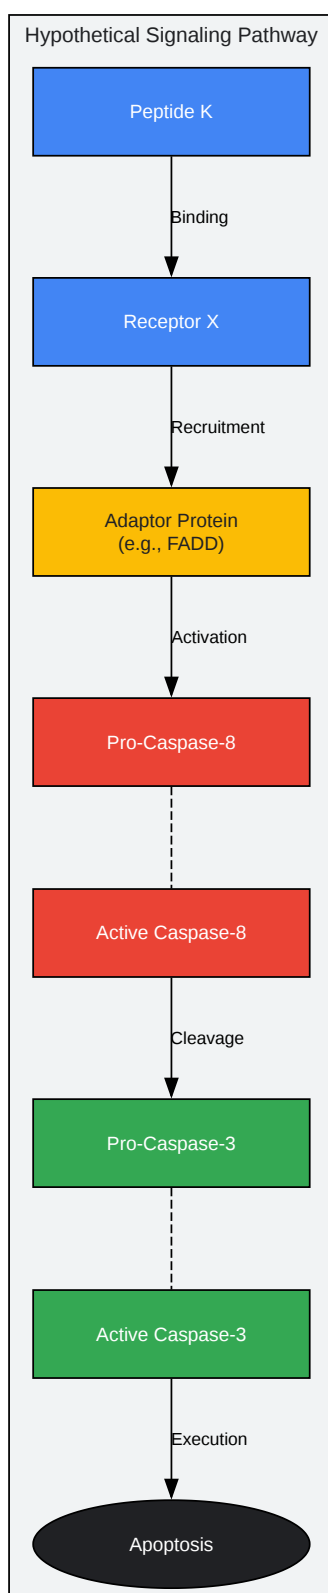 Hypothetical Signaling Pathway
Peptide K
Binding
Receptor X
Recruitment
Adaptor Protein
(e.g., FADD)
Activation
Pro-Caspase-8
Active Caspase-8
Cleavage
Pro-Caspase-3
Active Caspase-3
Execution
Apoptosis